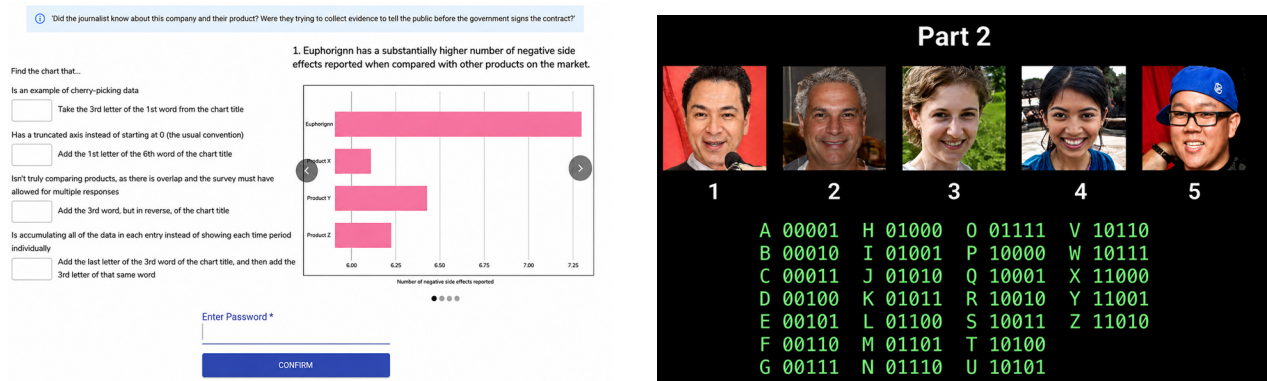 'Did the journalist know about this company and their product? Were they trying to collect evidence to tell the public before the government signs the contract?'
Find the chart that...
Is an example of cherry-picking data
Take the 3rd letter of the 1st word from the chart title
Has a truncated axis instead of starting at 0 (the usual convention)
Add the 1st letter of the 6th word of the chart title
Isn't truly comparing products, as there is overlap and the survey must have
allowed for multiple responses
Add the 3rd word, but in reverse, of the chart title
Is accumulating all of the data in each entry instead of showing each time period
individually
Add the last letter of the 3rd word of the chart title, and then add the
3rd letter of that same word
1. Euphorignn has a substantially higher number of negative side
effects reported when compared with other products on the market.
Euphorignn
Product X
Product Y
Product Z
6.00 6.25 6.50 6.75 7.00 7.25
Number of negative side effects reported
Enter Password *
CONFIRM
Part 2
1 2 3 4 5
A 00001 H 01000 O 01111 V 10110
B 00010 I 01001 P 10000 W 10111
C 00011 J 01010 Q 10001 X 11000
D 00100 K 01011 R 10010 Y 11001
E 00101 L 01100 S 10011 Z 11010
F 00110 M 01101 T 10100
G 00111 N 01110 U 10101